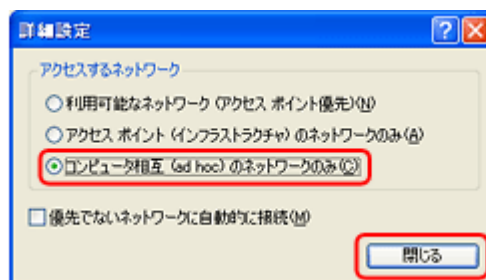 詳細設定
アクセスするネットワーク
利用可能なネットワーク (アクセス ポイント優先)(N)
アクセス ポイント (インフラストラクチャ) のネットワークのみ(A)
コンピュータ相互 (ad hoc) のネットワークのみ(C)
優先でないネットワークに自動的に接続(M)
閉じる